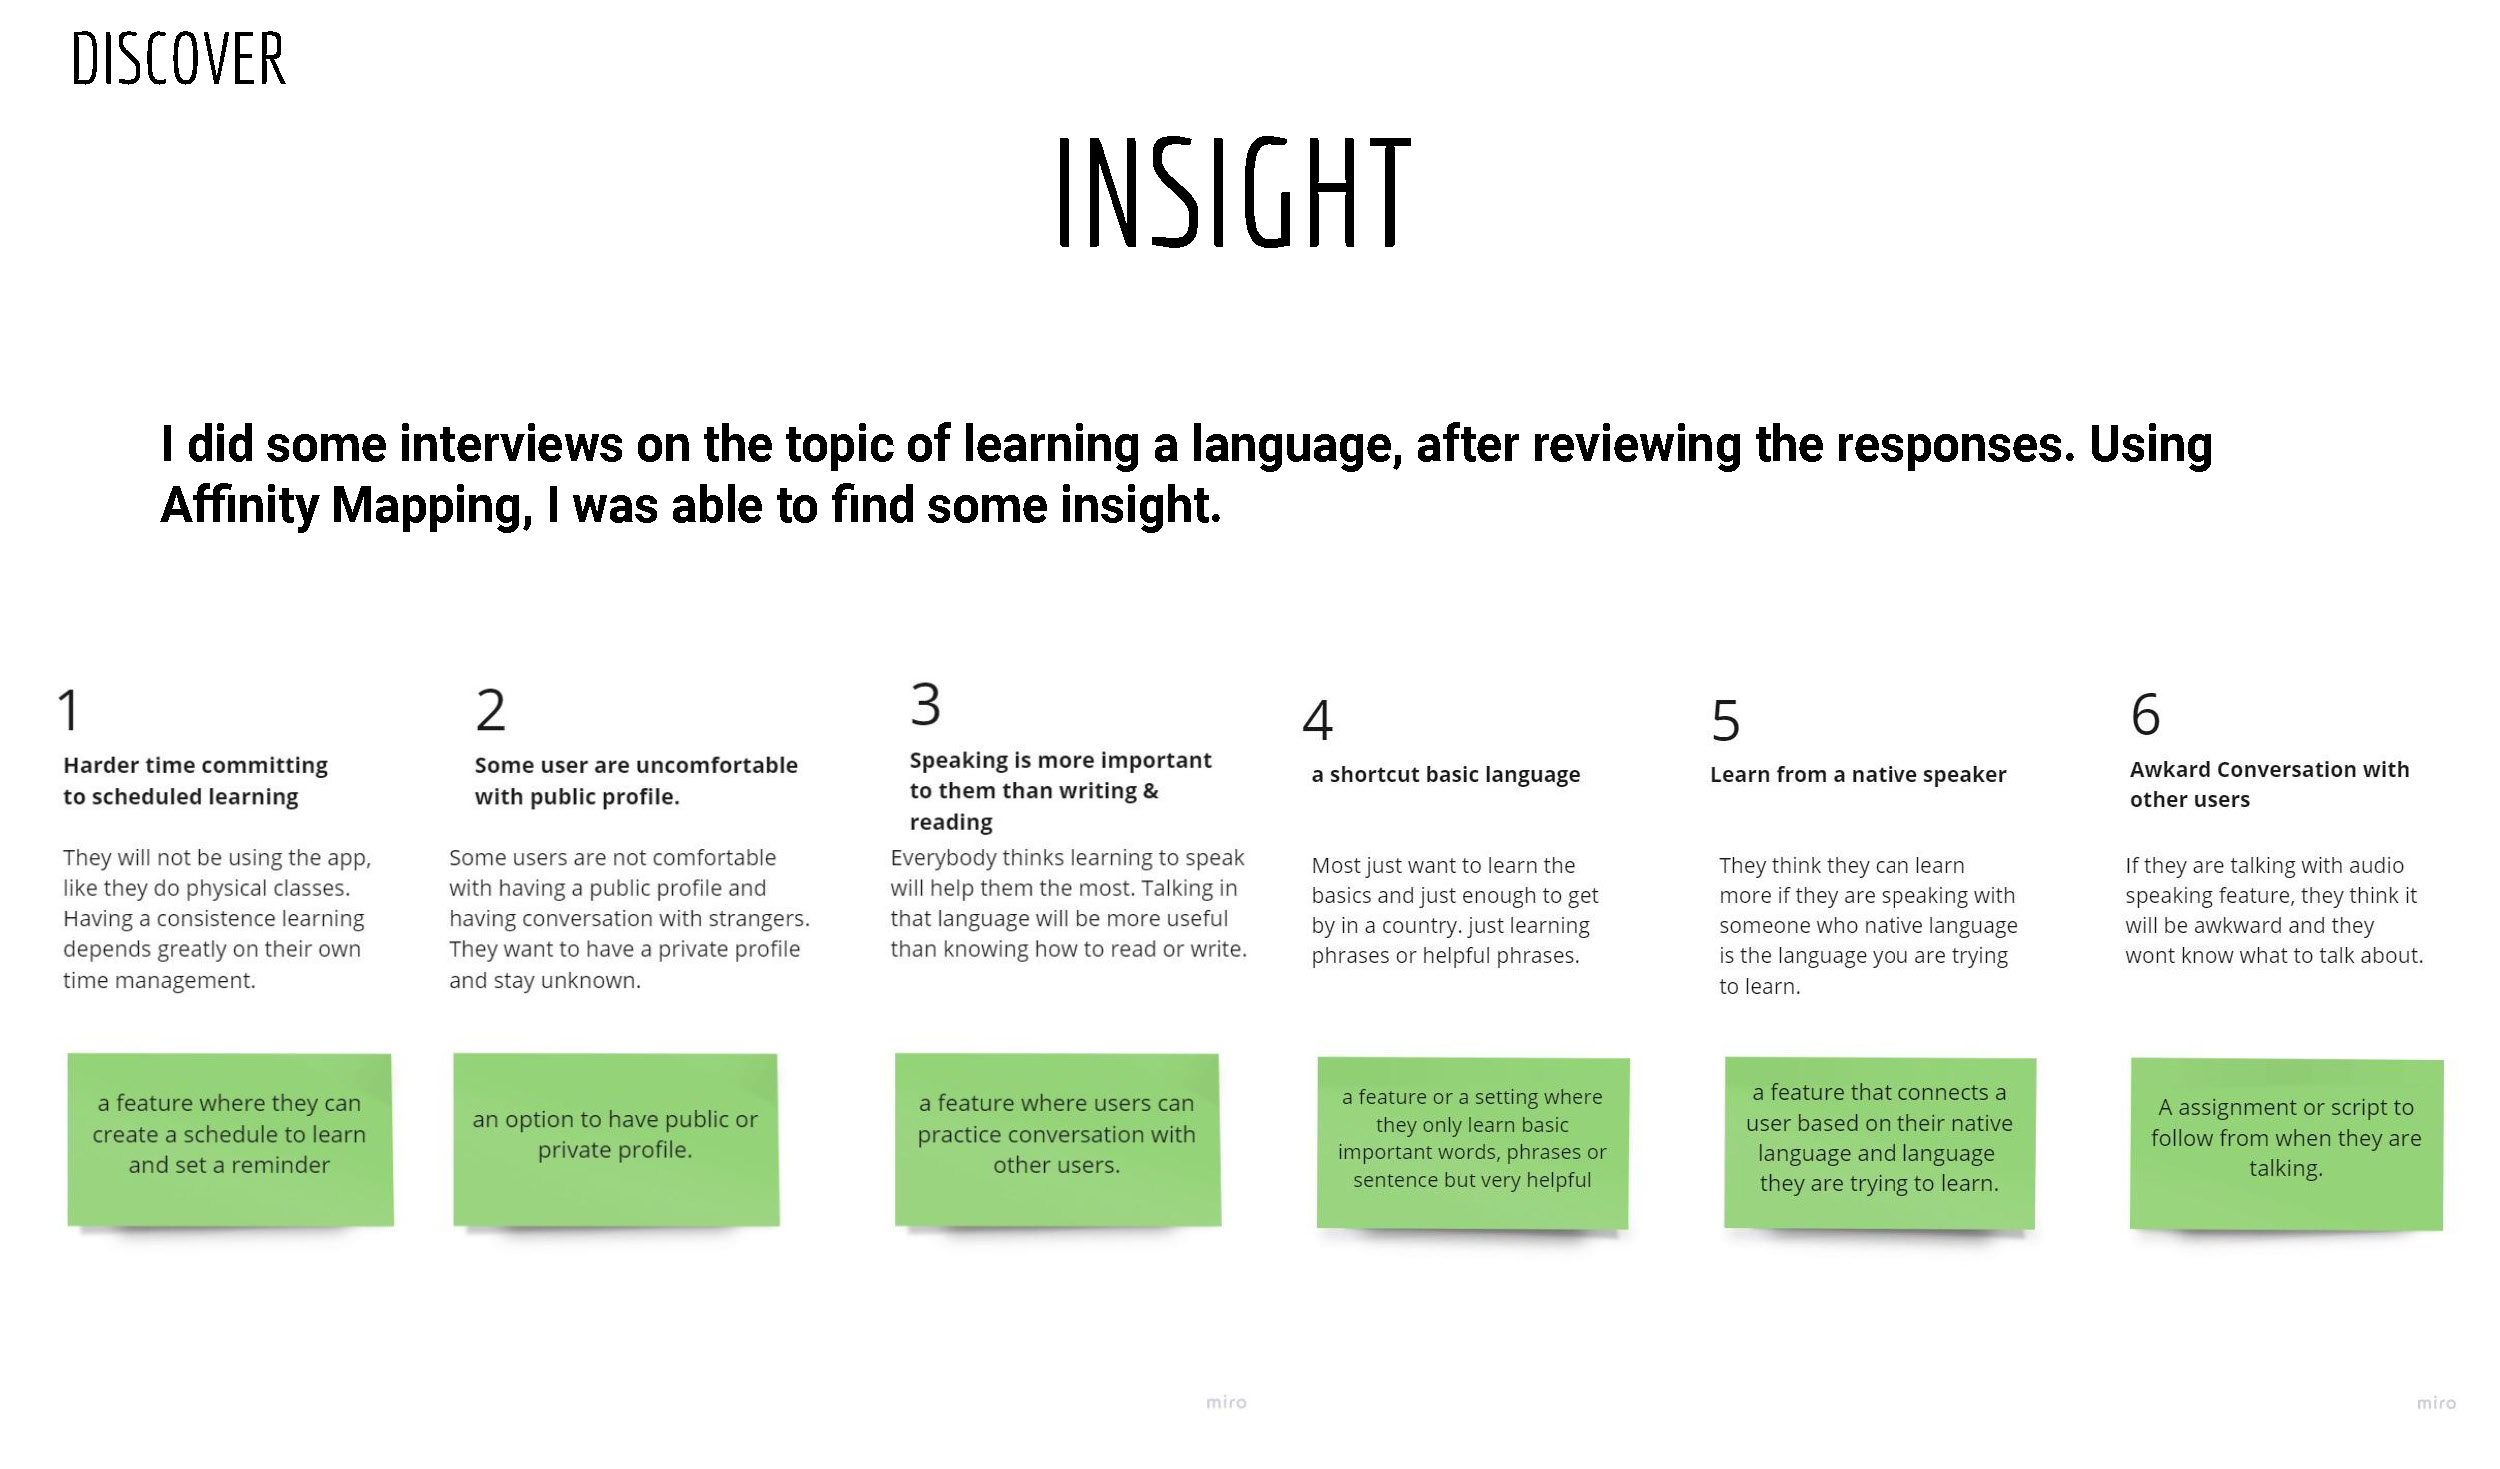 DISCOVER
INSIGHT
I did some interviews on the topic of learning a language, after reviewing the responses. Using
Affinity Mapping, I was able to find some insight.
1
Harder time committing
to scheduled learning
They will not be using the app,
like they do physical classes.
Having a consistence learning
depends greatly on their own
time management.
a feature where they can
create a schedule to learn
and set a reminder
2
Some user are uncomfortable
with public profile.
Some users are not comfortable
with having a public profile and
having conversation with strangers.
They want to have a private profile
and stay unknown.
an option to have public or
private profile.
3
Speaking is more important
to them than writing &
reading
Everybody thinks learning to speak
will help them the most. Talking in
that language will be more useful
than knowing how to read or write.
a feature where users can
practice conversation with
other users.
4
a shortcut basic language
Most just want to learn the
basics and just enough to get
by in a country. just learning
phrases or helpful phrases.
a feature or a setting where
they only learn basic
important words, phrases or
sentence but very helpful
5
Learn from a native speaker
They think they can learn
more if they are speaking with
someone who native language
is the language you are trying
to learn.
a feature that connects a
user based on their native
language and language
they are trying to learn.
6
Awkard Conversation with
other users
If they are talking with audio
speaking feature, they think it
will be awkward and they
wont know what to talk about.
A assignment or script to
follow from when they are
talking.
miro
miro